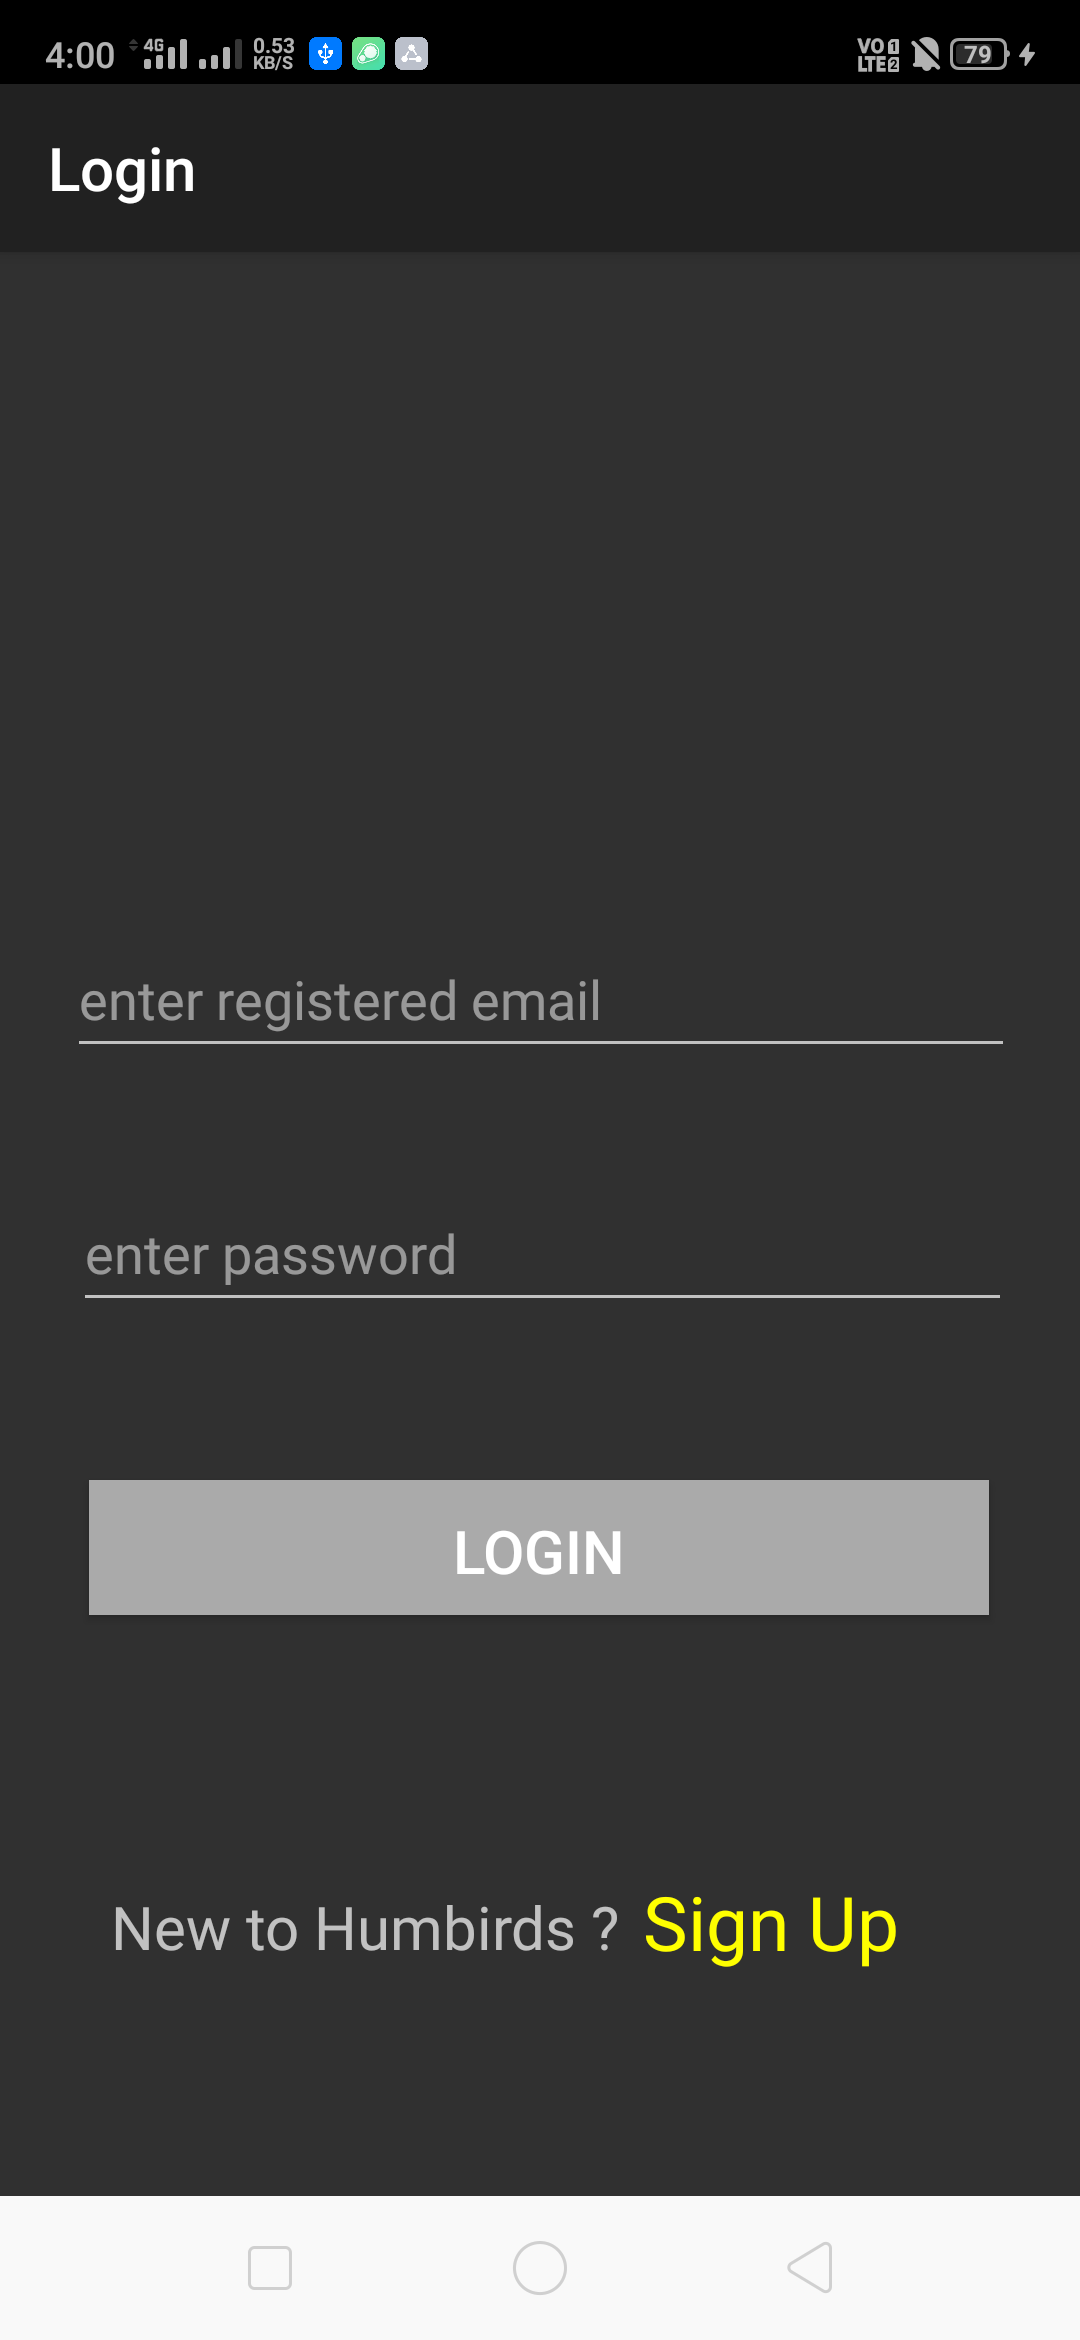 4:00 4G 0.53 KB/S VO LTE 1 2 79
Login
enter registered email
enter password
LOGIN
New to Humbirds ? Sign Up